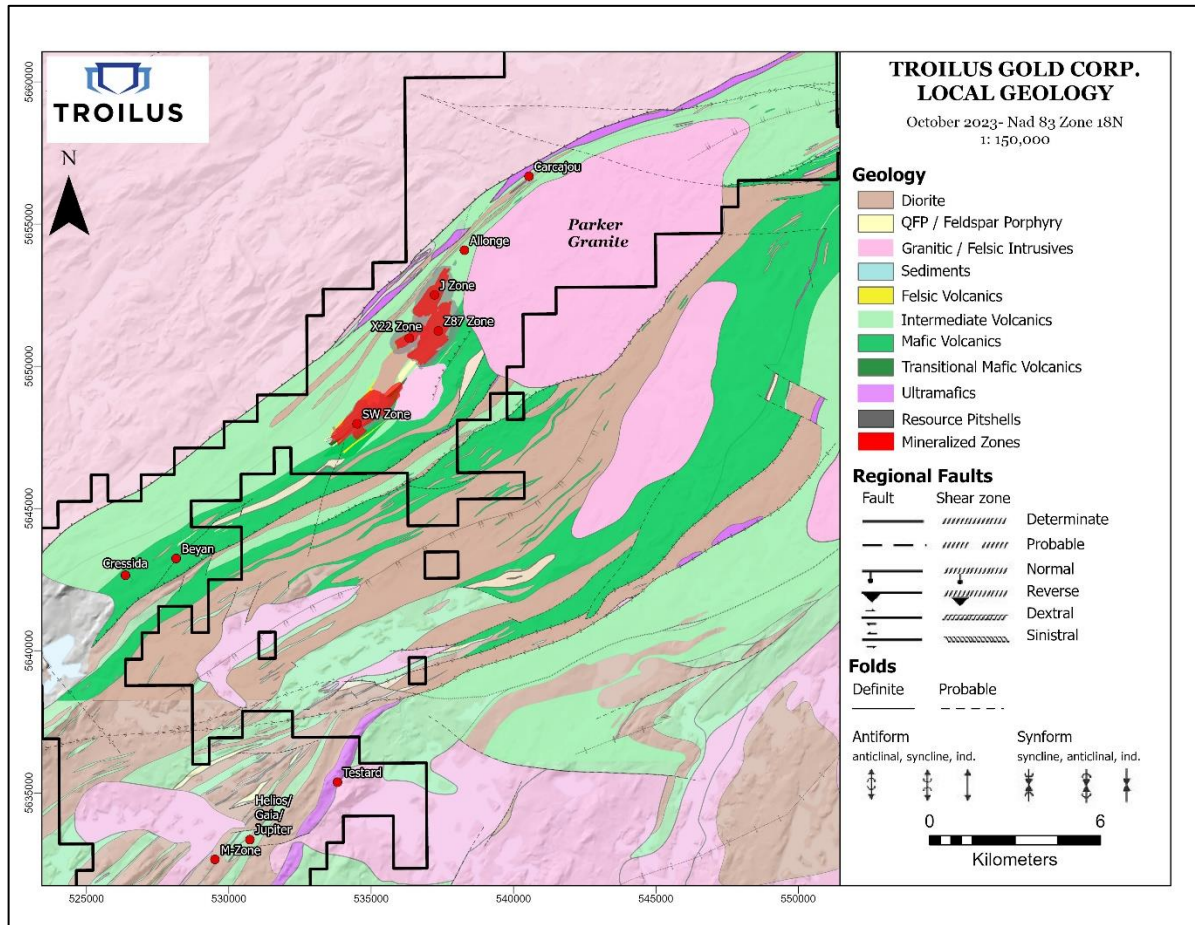 TROILUS
N
TROILUS GOLD CORP.
LOCAL GEOLOGY
October 2023- Nad 83 Zone 18N
1: 150,000
Geology
Diorite
QFP / Feldspar Porphyry
Granitic / Felsic Intrusives
Sediments
Felsic Volcanics
Intermediate Volcanics
Mafic Volcanics
Transitional Mafic Volcanics
Ultramafics
Resource Pitshells
Mineralized Zones
Regional Faults
Fault Shear zone
Determinate
Probable
Normal
Reverse
Dextral
Sinistral
Folds
Definite Probable
Antiform Synform
anticlinal, syncline, ind. syncline, anticlinal, ind.
0 6
Kilometers
Carcajou
Parker
Granite
Allonge
J Zone
X22 Zone
Z87 Zone
SW Zone
Beyan
Cressida
Testard
Helios/
Gaia/
Jupiter
M-Zone
5660000
5655000
5650000
5645000
5640000
5635000
525000 530000 535000 540000 545000 550000